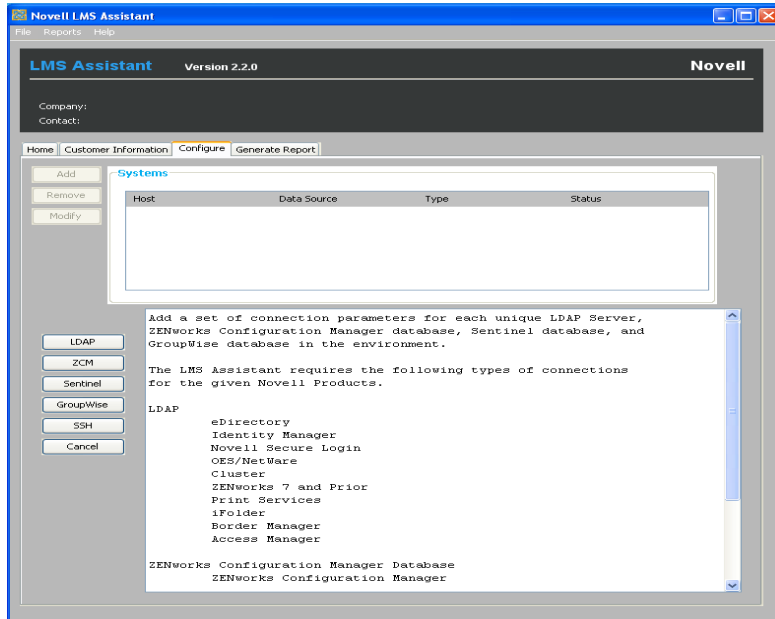 Novell LMS Assistant
File Reports Help
LMS Assistant Version 2.2.0 Novell
Company:
Contact:
Home Customer Information Configure Generate Report
Add
Remove
Modify
Systems
Host Data Source Type Status
LDAP
ZCM
Sentinel
GroupWise
SSH
Cancel
Add a set of connection parameters for each unique LDAP Server,
ZENworks Configuration Manager database, Sentinel database, and
GroupWise database in the environment.
The LMS Assistant requires the following types of connections
for the given Novell Products.
LDAP
eDirectory
Identity Manager
Novell Secure Login
OES/NetWare
Cluster
ZENworks 7 and Prior
Print Services
iFolder
Border Manager
Access Manager
ZENworks Configuration Manager Database
ZENworks Configuration Manager